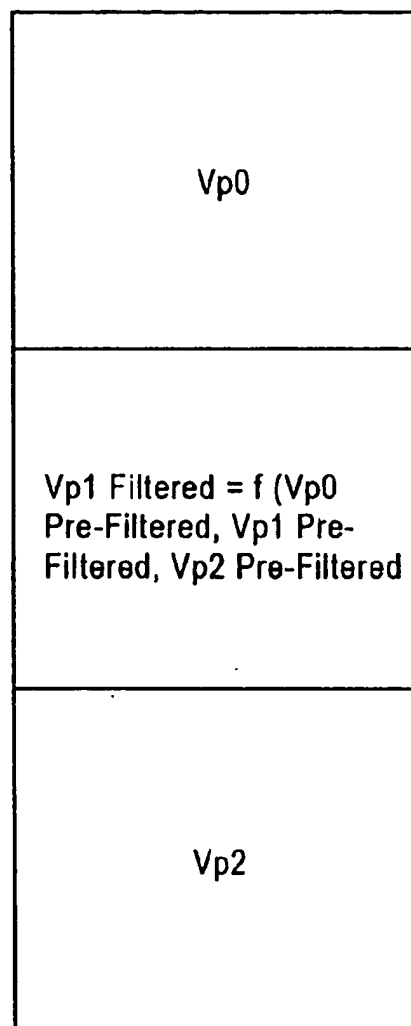 Vp0
Vp1 Filtered = f (Vp0
Pre-Filtered, Vp1 Pre-
Filtered, Vp2 Pre-Filtered
Vp2